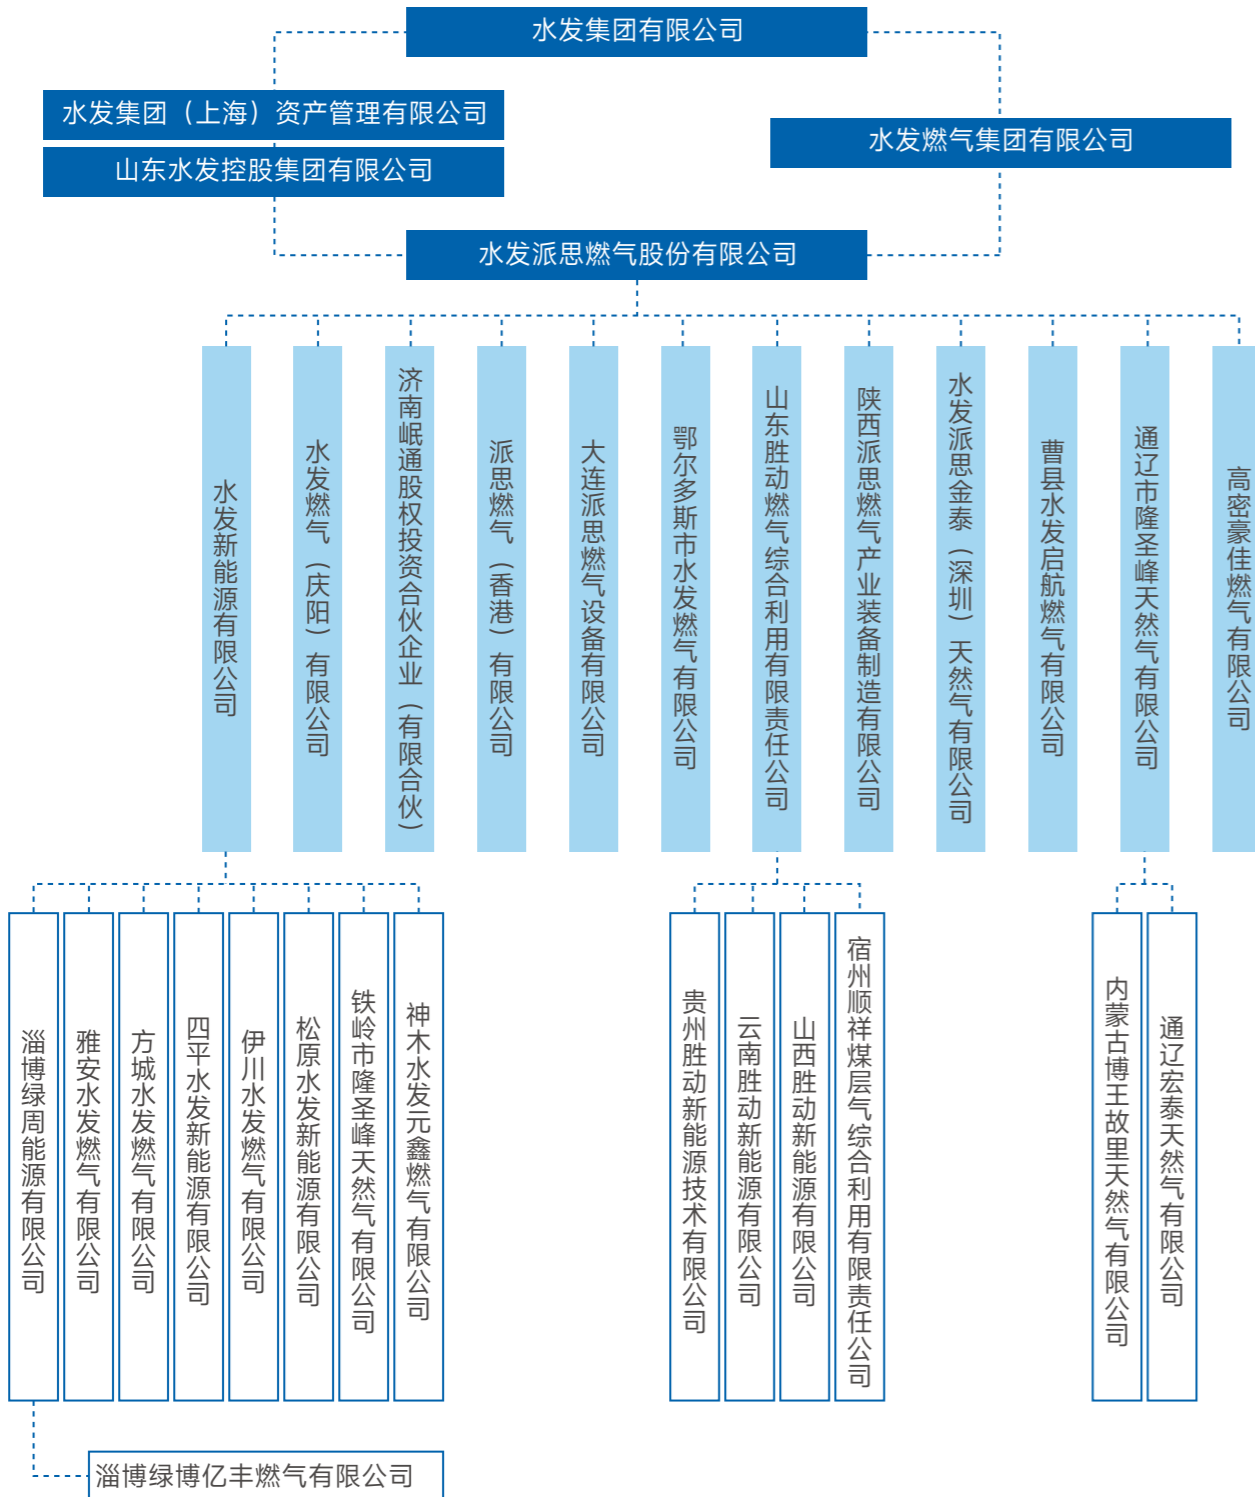 水发集团有限公司
水发集团（上海）资产管理有限公司
山东水发控股集团有限公司
水发燃气集团有限公司
水发派思燃气股份有限公司
水发新能源有限公司
水发燃气（庆阳）有限公司
济南岷通股权投资合伙企业（有限合伙）
派思燃气（香港）有限公司
大连派思燃气设备有限公司
鄂尔多斯市水发燃气有限公司
山东胜动燃气综合利用有限责任公司
陕西派思燃气产业装备制造有限公司
水发派思金泰（深圳）天然气有限公司
曹县水发启航燃气有限公司
通辽市隆圣峰天然气有限公司
高密豪佳燃气有限公司
淄博绿周能源有限公司
雅安水发燃气有限公司
方城水发燃气有限公司
四平水发新能源有限公司
伊川水发燃气有限公司
松原水发新能源有限公司
铁岭市隆圣峰天然气有限公司
神木水发元鑫燃气有限公司
贵州胜动新能源技术有限公司
云南胜动新能源有限公司
山西胜动新能源有限公司
宿州顺祥煤层气综合利用有限责任公司
内蒙古博王故里天然气有限公司
通辽宏泰天然气有限公司
淄博绿博亿丰燃气有限公司